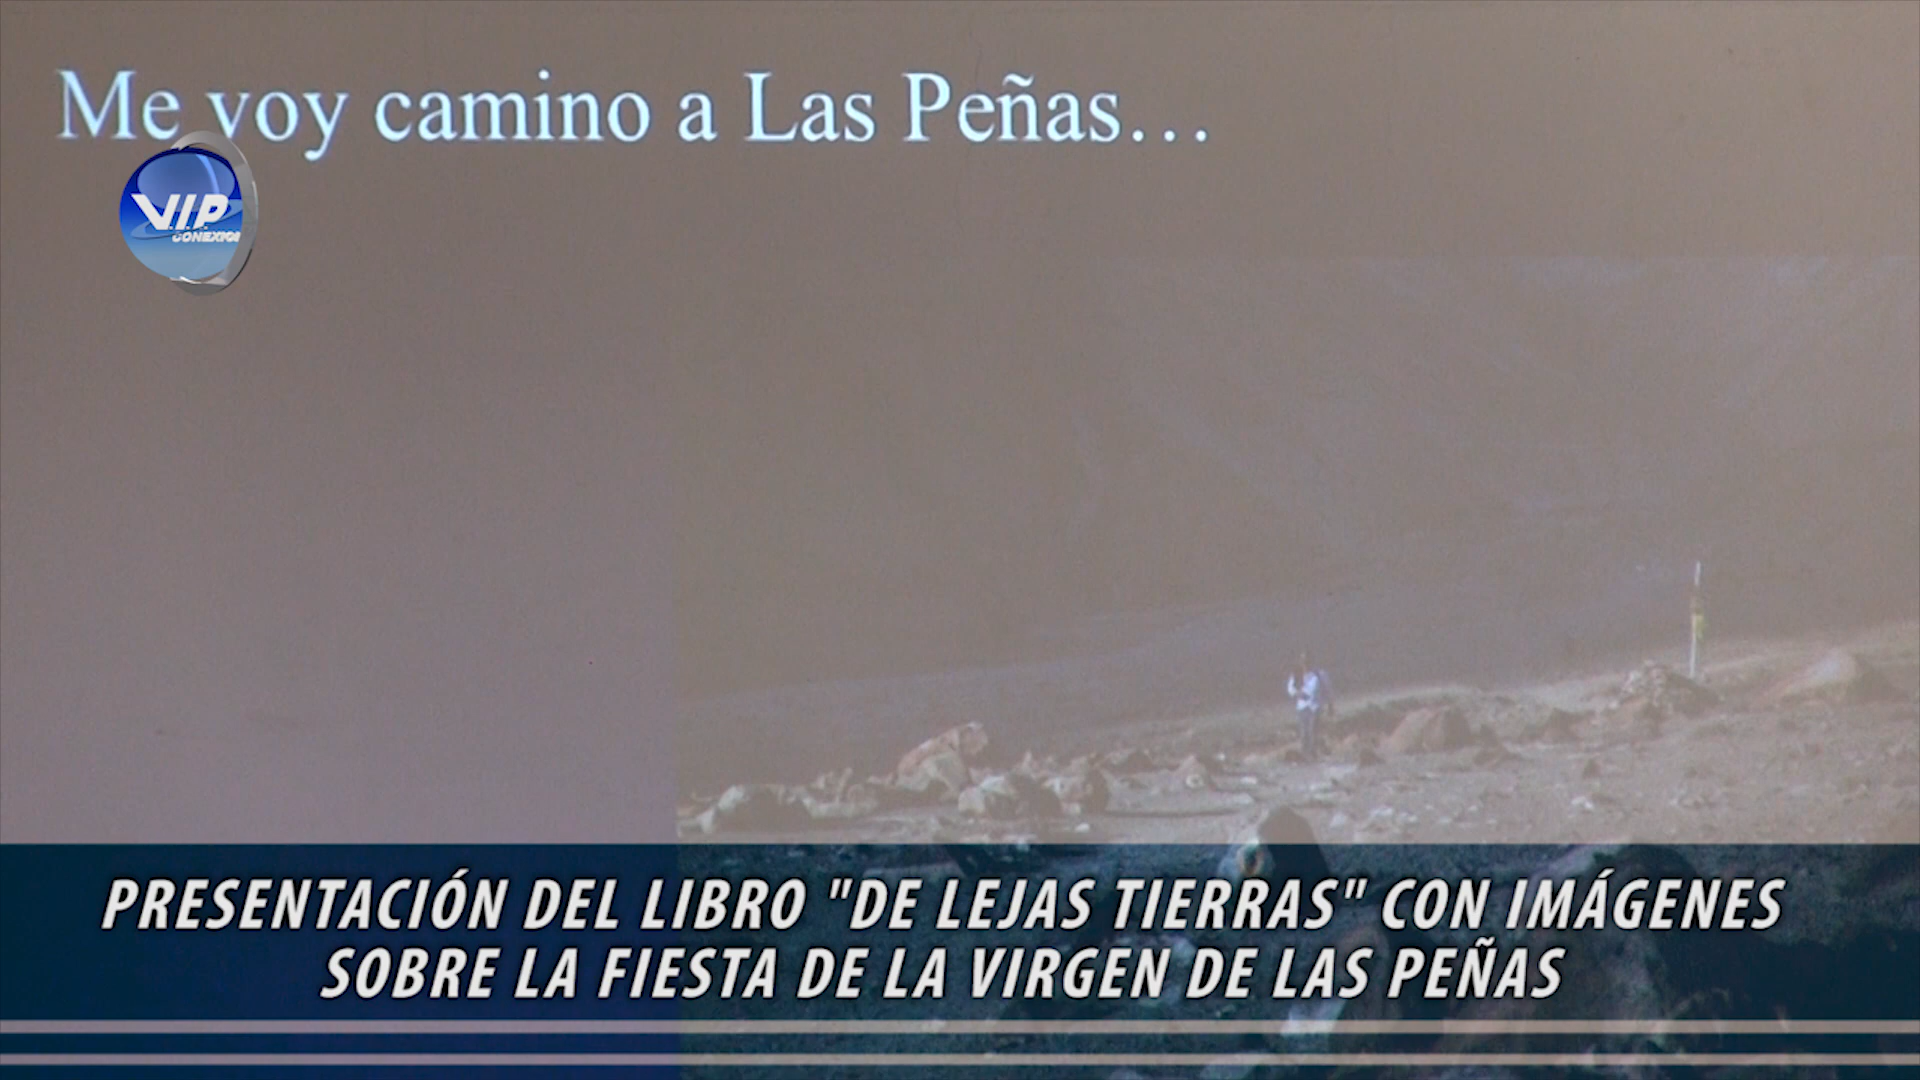 Me voy camino a Las Peñas...
V.I.P.
CONEXION
PRESENTACIÓN DEL LIBRO "DE LEJAS TIERRAS" CON IMÁGENES
SOBRE LA FIESTA DE LA VIRGEN DE LAS PEÑAS